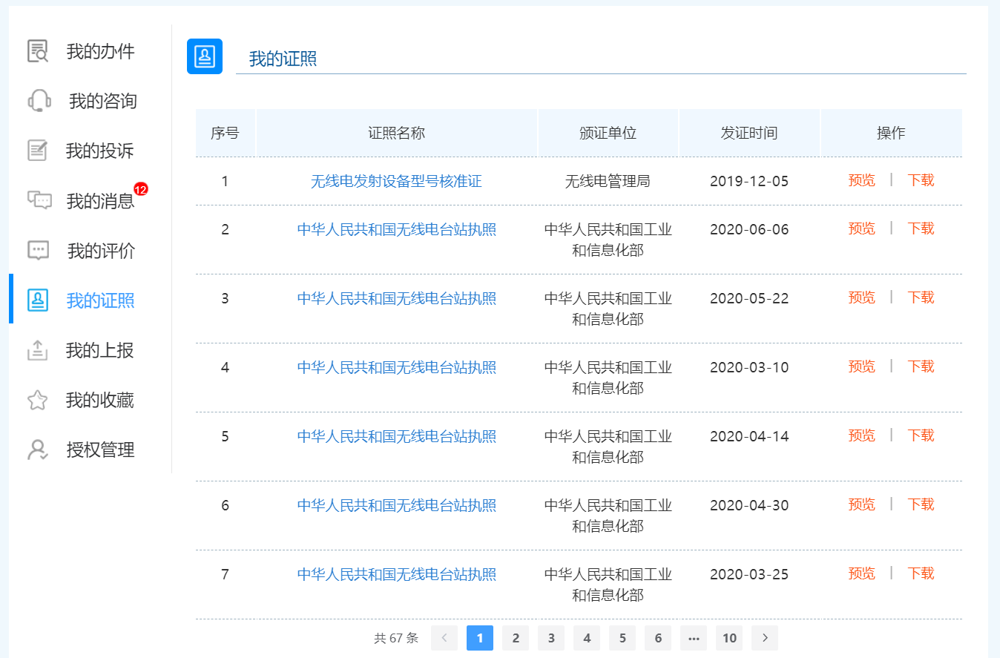 我的办件
我的咨询
我的投诉
我的消息 12
我的评价
我的证照
我的上报
我的收藏
授权管理
我的证照
序号 证照名称 颁证单位 发证时间 操作
1 无线电发射设备型号核准证 无线电管理局 2019-12-05 预览 | 下载
2 中华人民共和国无线电台站执照 中华人民共和国工业 2020-06-06 预览 | 下载
和信息化部
3 中华人民共和国无线电台站执照 中华人民共和国工业 2020-05-22 预览 | 下载
和信息化部
4 中华人民共和国无线电台站执照 中华人民共和国工业 2020-03-10 预览 | 下载
和信息化部
5 中华人民共和国无线电台站执照 中华人民共和国工业 2020-04-14 预览 | 下载
和信息化部
6 中华人民共和国无线电台站执照 中华人民共和国工业 2020-04-30 预览 | 下载
和信息化部
7 中华人民共和国无线电台站执照 中华人民共和国工业 2020-03-25 预览 | 下载
和信息化部
共 67 条 < 1 2 3 4 5 6 ··· 10 >